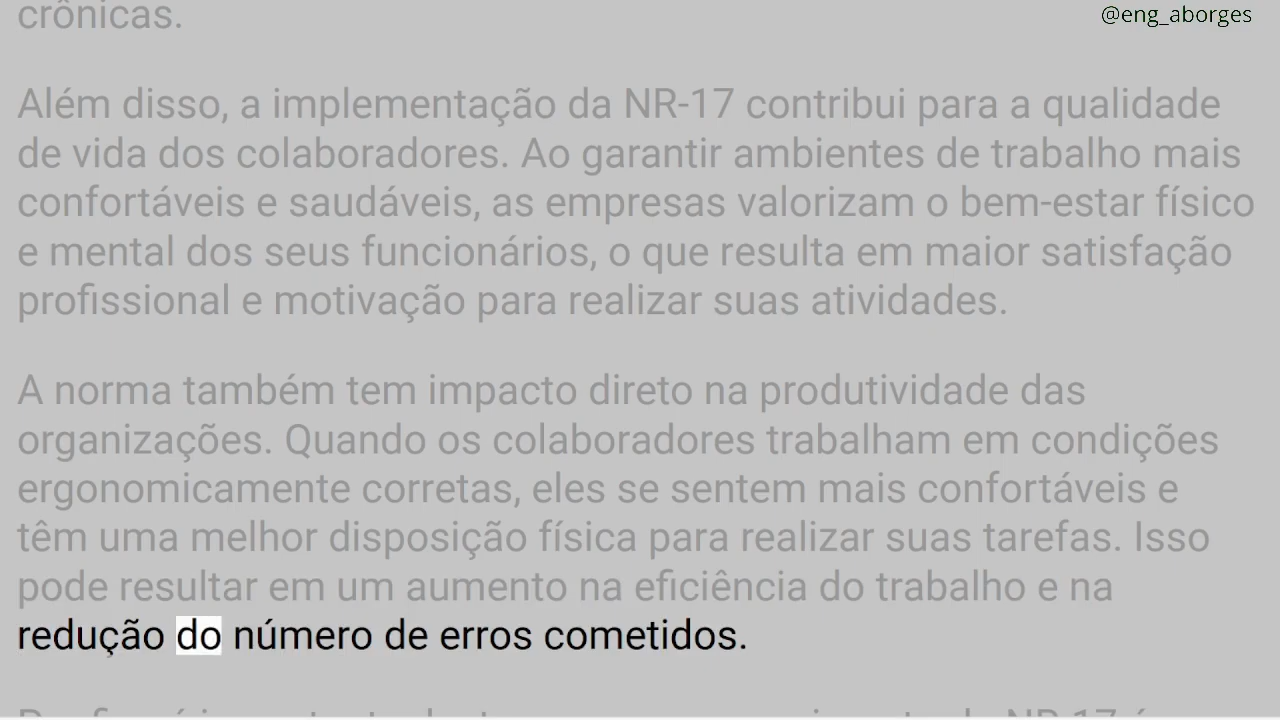 crônicas.
@eng_aborges
Além disso, a implementação da NR-17 contribui para a qualidade
de vida dos colaboradores. Ao garantir ambientes de trabalho mais
confortáveis e saudáveis, as empresas valorizam o bem-estar físico
e mental dos seus funcionários, o que resulta em maior satisfação
profissional e motivação para realizar suas atividades.
A norma também tem impacto direto na produtividade das
organizações. Quando os colaboradores trabalham em condições
ergonomicamente corretas, eles se sentem mais confortáveis e
têm uma melhor disposição física para realizar suas tarefas. Isso
pode resultar em um aumento na eficiência do trabalho e na
redução do número de erros cometidos.